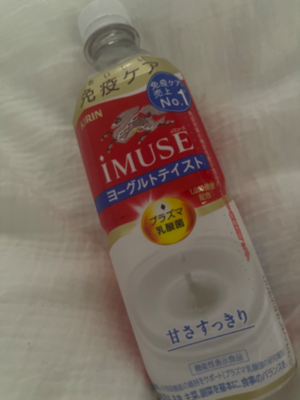 免疫ケア
免疫ケア
売上
No.1
KIRIN
iMUSE
ヨーグルトテイスト
プラズマ
乳酸菌
甘さすっきり
機能性表示食品